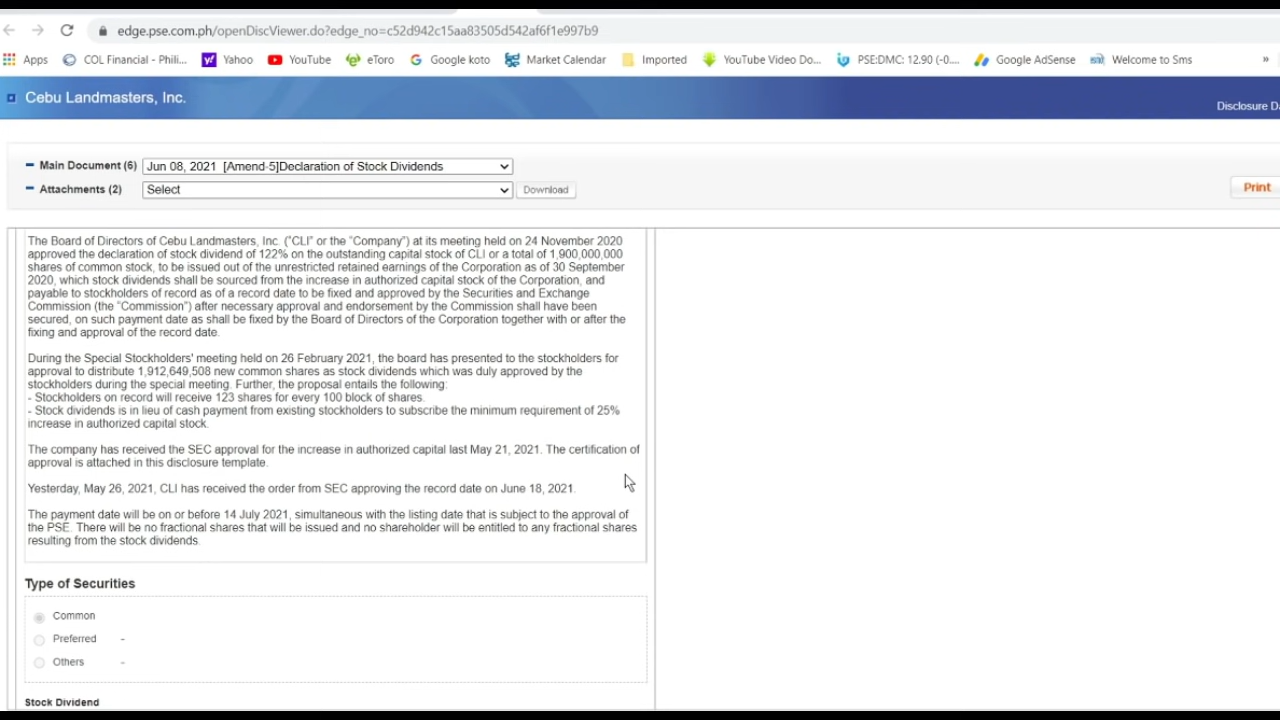 edge.pse.com.ph/openDiscViewer.do?edge_no=c52d942c15aa83505d542af6f1e997b9
Apps COL Financial - Phili... Yahoo YouTube eToro Google koto Market Calendar Imported YouTube Video Do... PSE:DMC: 12.90 (-0.... Google AdSense Welcome to Sms »
Cebu Landmasters, Inc.
Disclosure Da
Main Document (6) Jun 08, 2021 [Amend-5]Declaration of Stock Dividends
Attachments (2) Select Download
Print
The Board of Directors of Cebu Landmasters, Inc. ("CLI" or the "Company") at its meeting held on 24 November 2020
approved the declaration of stock dividend of 122% on the outstanding capital stock of CLI or a total of 1,900,000,000
shares of common stock, to be issued out of the unrestricted retained earnings of the Corporation as of 30 September
2020, which stock dividends shall be sourced from the increase in authorized capital stock of the Corporation, and
payable to stockholders of record as of a record date to be fixed and approved by the Securities and Exchange
Commission (the "Commission") after necessary approval and endorsement by the Commission shall have been
secured, on such payment date as shall be fixed by the Board of Directors of the Corporation together with or after the
fixing and approval of the record date.
During the Special Stockholders' meeting held on 26 February 2021, the board has presented to the stockholders for
approval to distribute 1,912,649,508 new common shares as stock dividends which was duly approved by the
stockholders during the special meeting. Further, the proposal entails the following:
- Stockholders on record will receive 123 shares for every 100 block of shares.
- Stock dividends is in lieu of cash payment from existing stockholders to subscribe the minimum requirement of 25%
increase in authorized capital stock.
The company has received the SEC approval for the increase in authorized capital last May 21, 2021. The certification of
approval is attached in this disclosure template.
Yesterday, May 26, 2021, CLI has received the order from SEC approving the record date on June 18, 2021.
The payment date will be on or before 14 July 2021, simultaneous with the listing date that is subject to the approval of
the PSE. There will be no fractional shares that will be issued and no shareholder will be entitled to any fractional shares
resulting from the stock dividends.
Type of Securities
Common
Preferred -
Others -
Stock Dividend